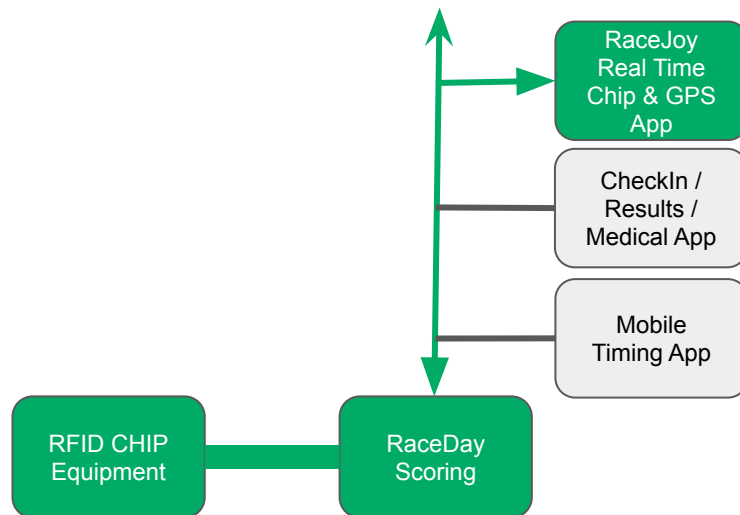 RaceJoy
Real Time
Chip & GPS
App
CheckIn /
Results /
Medical App
Mobile
Timing App
RFID CHIP
Equipment
RaceDay
Scoring